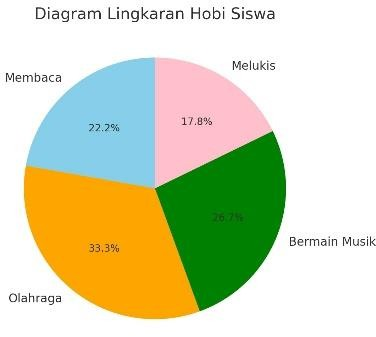 Diagram Lingkaran Hobi Siswa
Melukis
Membaca
17.8%
22.2%
26.7%
Bermain Musik
33.3%
Olahraga